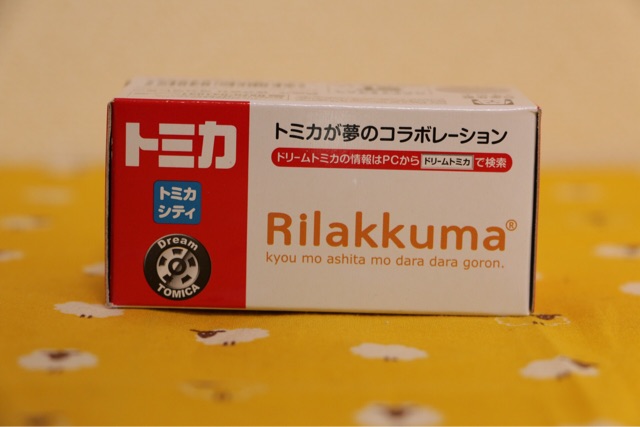 トミカ
トミカ
シティ
Dream
TOMICA
トミカが夢のコラボレーション
ドリームトミカの情報はPCから ドリームトミカ で検索
Rilakkuma®
kyou mo ashita mo dara dara goron.